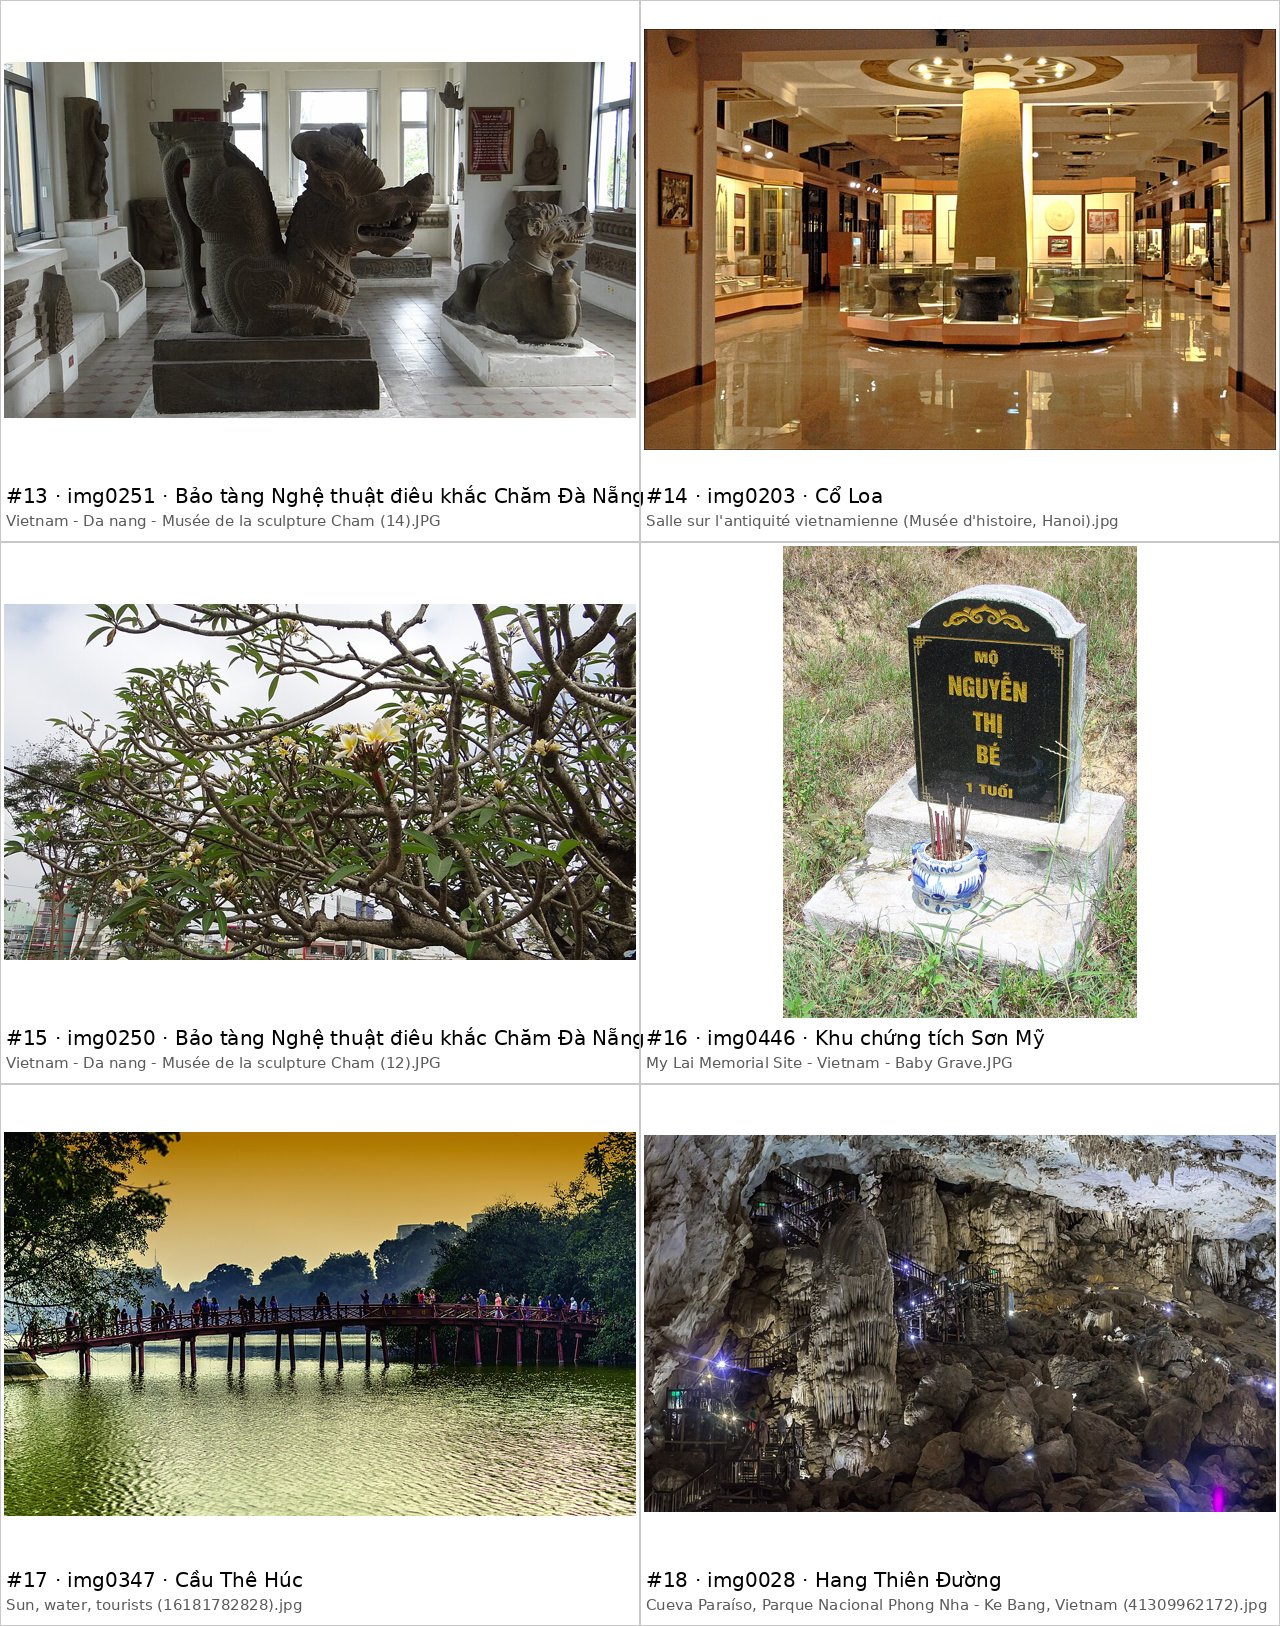 #13 · img0251 · Bảo tàng Nghệ thuật điêu khắc Chăm Đà Nẵng
Vietnam - Da nang - Musée de la sculpture Cham (14).JPG
#14 · img0203 · Cổ Loa
Salle sur l'antiquité vietnamienne (Musée d'histoire, Hanoi).jpg
#15 · img0250 · Bảo tàng Nghệ thuật điêu khắc Chăm Đà Nẵng
Vietnam - Da nang - Musée de la sculpture Cham (12).JPG
MỘ
NGUYỄN
THỊ
BÉ
1 TUỔI
#16 · img0446 · Khu chứng tích Sơn Mỹ
My Lai Memorial Site - Vietnam - Baby Grave.JPG
#17 · img0347 · Cầu Thê Húc
Sun, water, tourists (16181782828).jpg
#18 · img0028 · Hang Thiên Đường
Cueva Paraíso, Parque Nacional Phong Nha - Ke Bang, Vietnam (41309962172).jpg